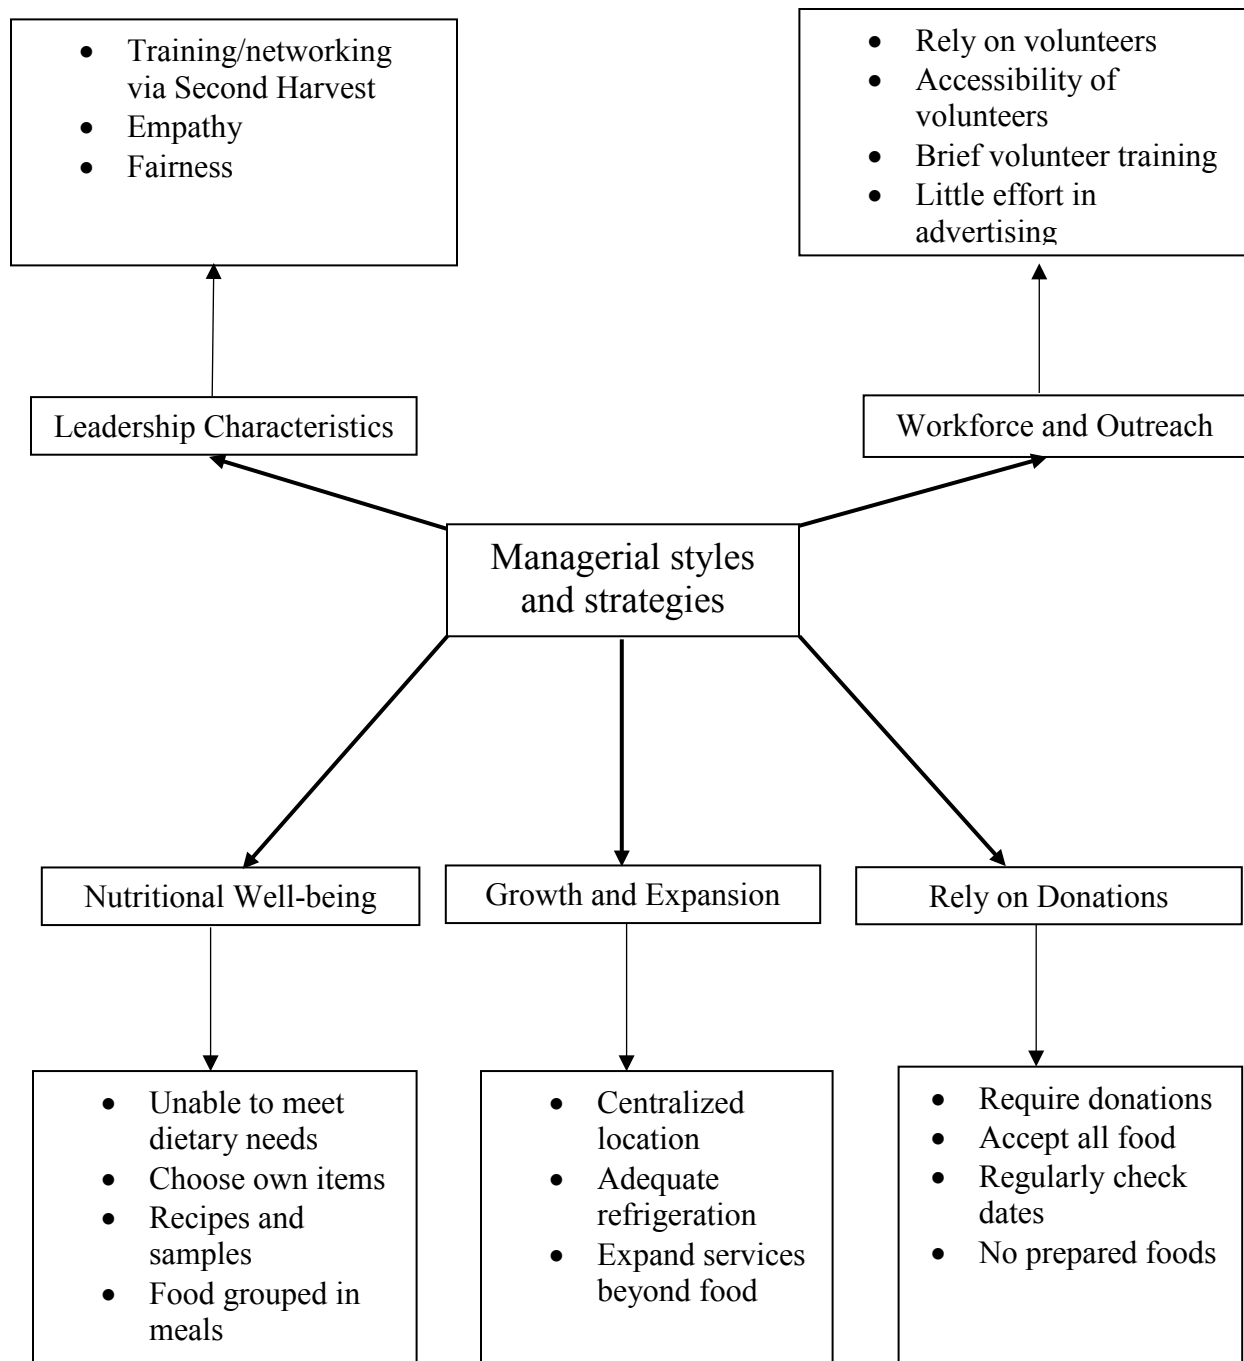 • Training/networking
via Second Harvest
• Empathy
• Fairness
• Rely on volunteers
• Accessibility of
volunteers
• Brief volunteer training
• Little effort in
advertising
Leadership Characteristics
Workforce and Outreach
Managerial styles
and strategies
Nutritional Well-being
Growth and Expansion
Rely on Donations
• Unable to meet
dietary needs
• Choose own items
• Recipes and
samples
• Food grouped in
meals
• Centralized
location
• Adequate
refrigeration
• Expand services
beyond food
• Require donations
• Accept all food
• Regularly check
dates
• No prepared foods